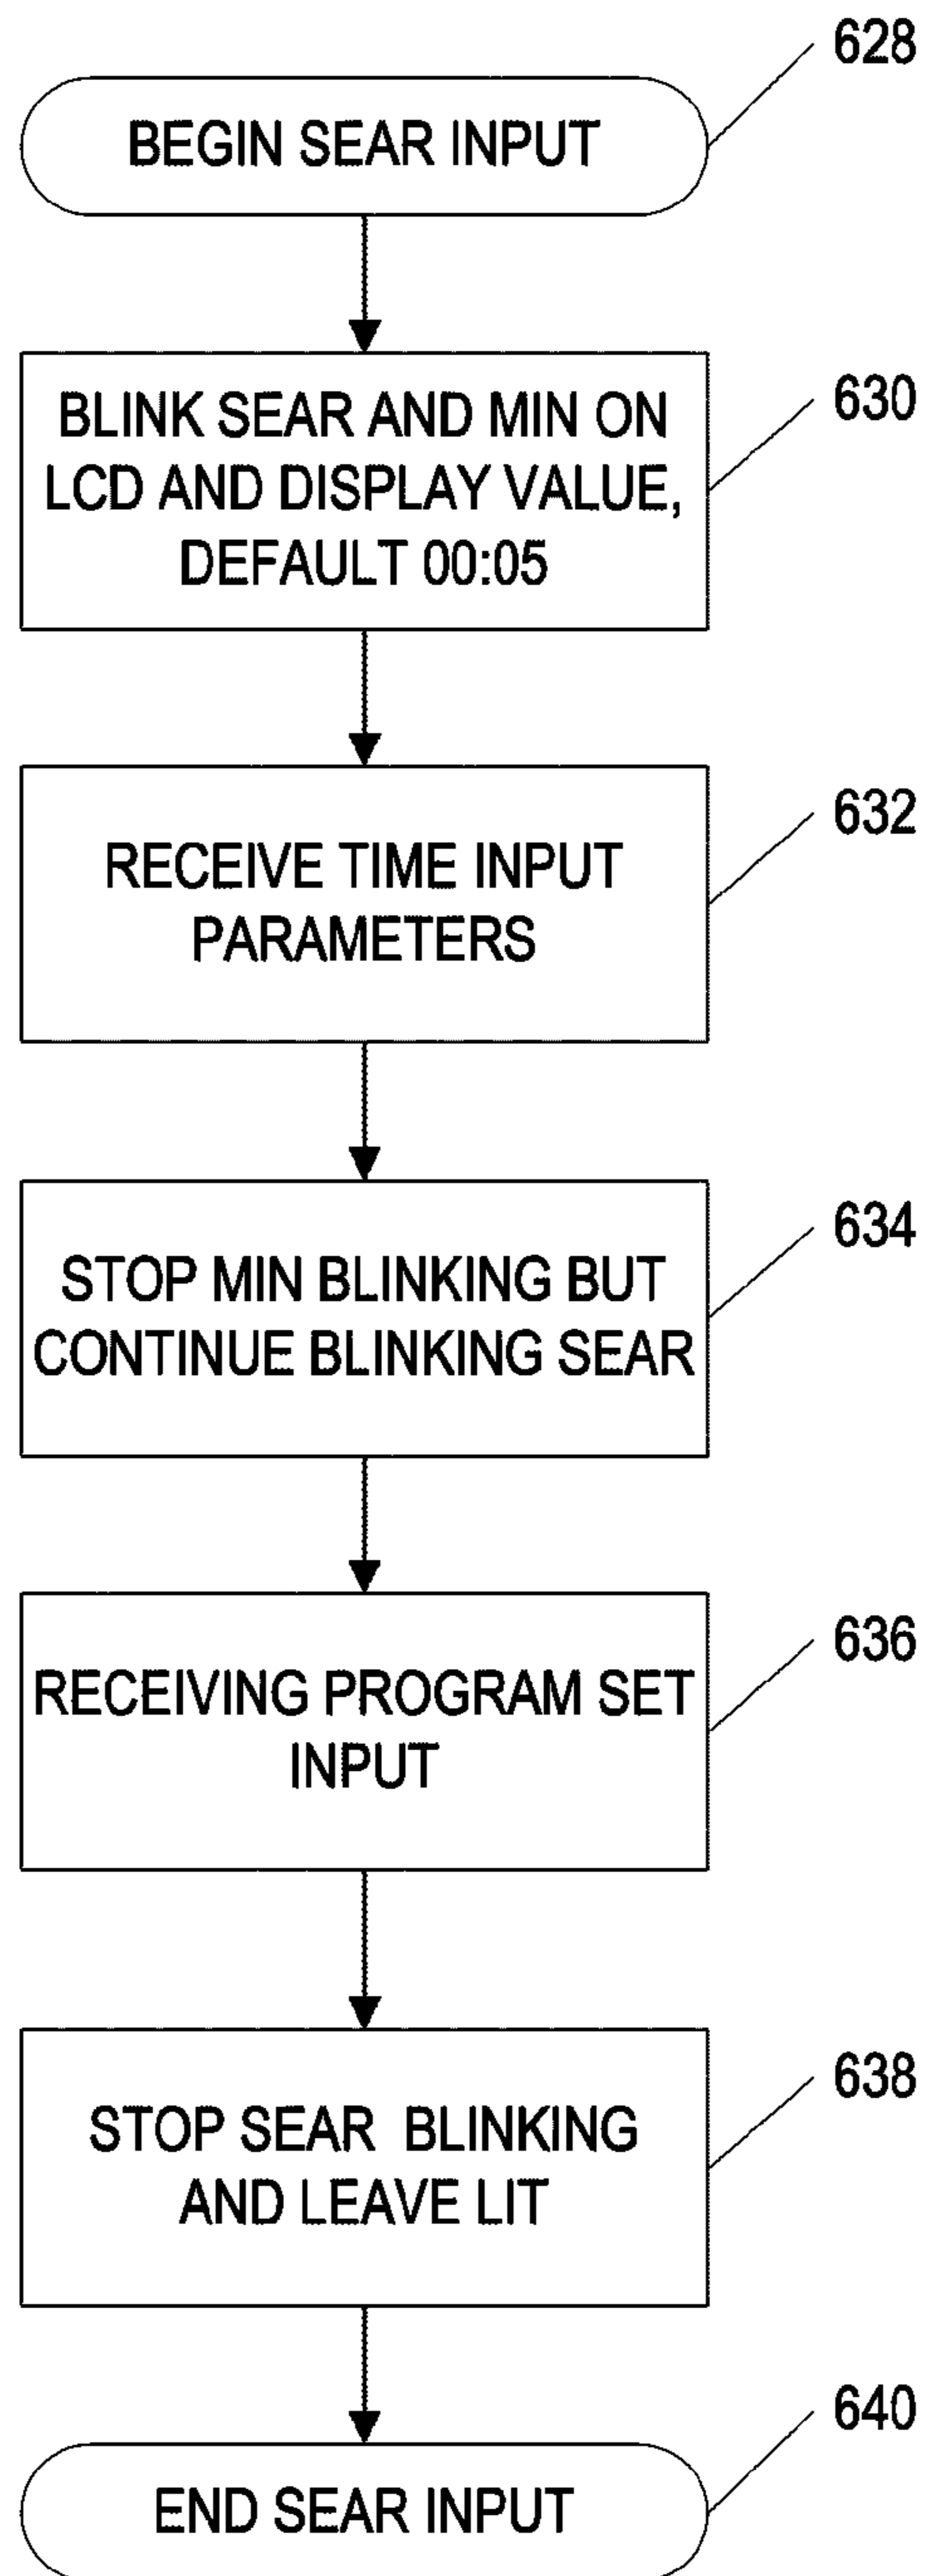 628
BEGIN SEAR INPUT
630
BLINK SEAR AND MIN ON
LCD AND DISPLAY VALUE,
DEFAULT 00:05
632
RECEIVE TIME INPUT
PARAMETERS
634
STOP MIN BLINKING BUT
CONTINUE BLINKING SEAR
636
RECEIVING PROGRAM SET
INPUT
638
STOP SEAR BLINKING
AND LEAVE LIT
640
END SEAR INPUT